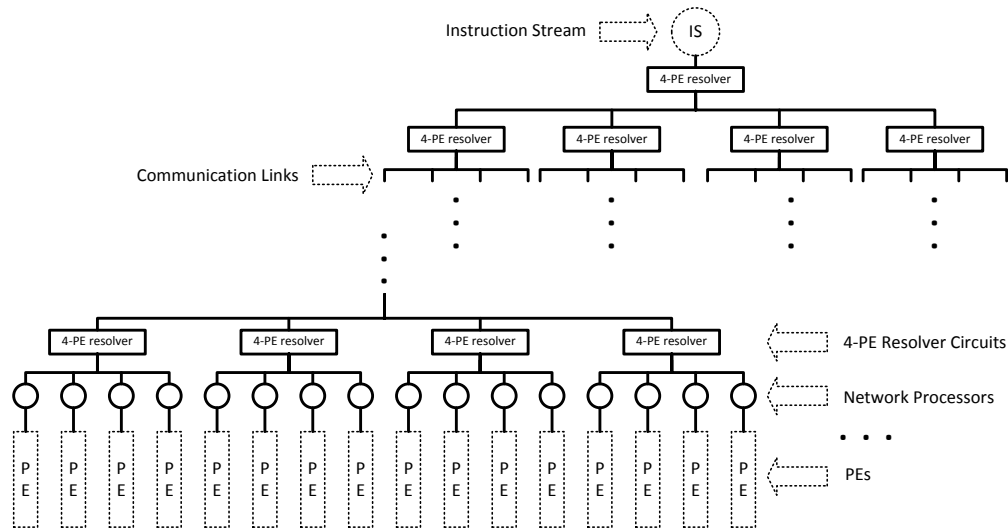 Instruction Stream
IS
4-PE resolver
4-PE resolver 4-PE resolver 4-PE resolver 4-PE resolver
Communication Links
4-PE resolver 4-PE resolver 4-PE resolver 4-PE resolver
4-PE Resolver Circuits
Network Processors
. . .
P P P P P P P P P P P P P P P P
E E E E E E E E E E E E E E E E
PEs